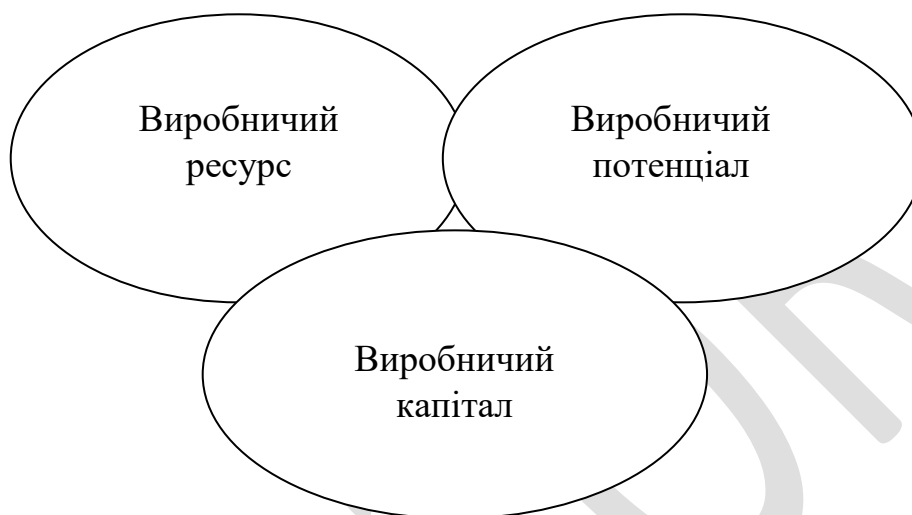 Виробничий
ресурс
Виробничий
потенціал
Виробничий
капітал